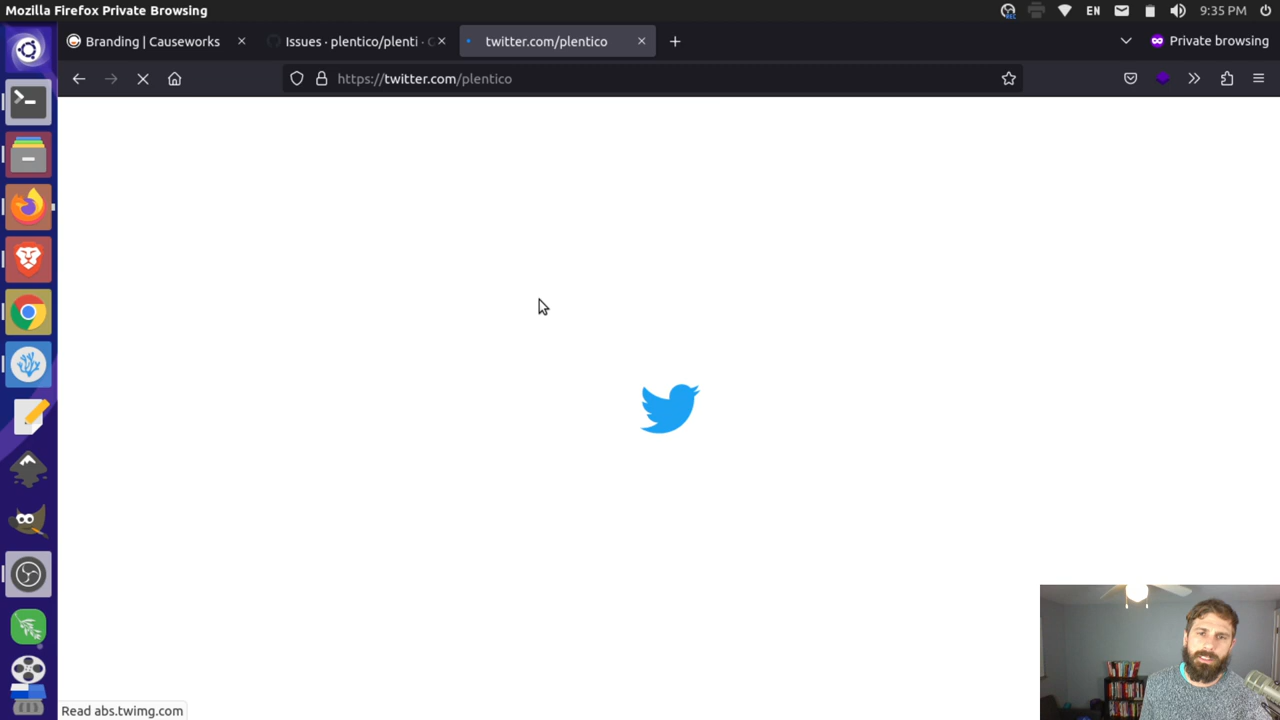 Mozilla Firefox Private Browsing
REC
EN
9:35 PM
Branding | Causeworks
Issues · plentico/plenti · G
twitter.com/plentico
Private browsing
https://twitter.com/plentico
Read abs.twimg.com